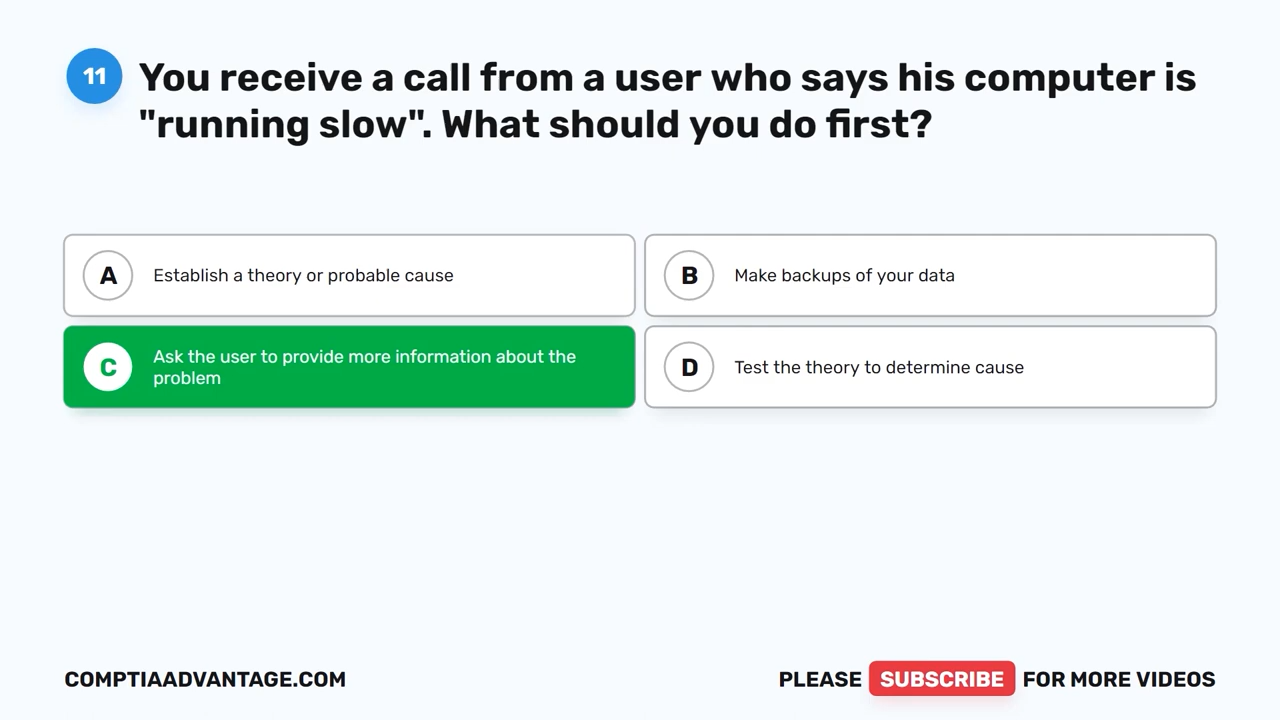 11
You receive a call from a user who says his computer is
"running slow". What should you do first?
A
Establish a theory or probable cause
B
Make backups of your data
C
Ask the user to provide more information about the
problem
D
Test the theory to determine cause
COMPTIAADVANTAGE.COM
PLEASE SUBSCRIBE FOR MORE VIDEOS